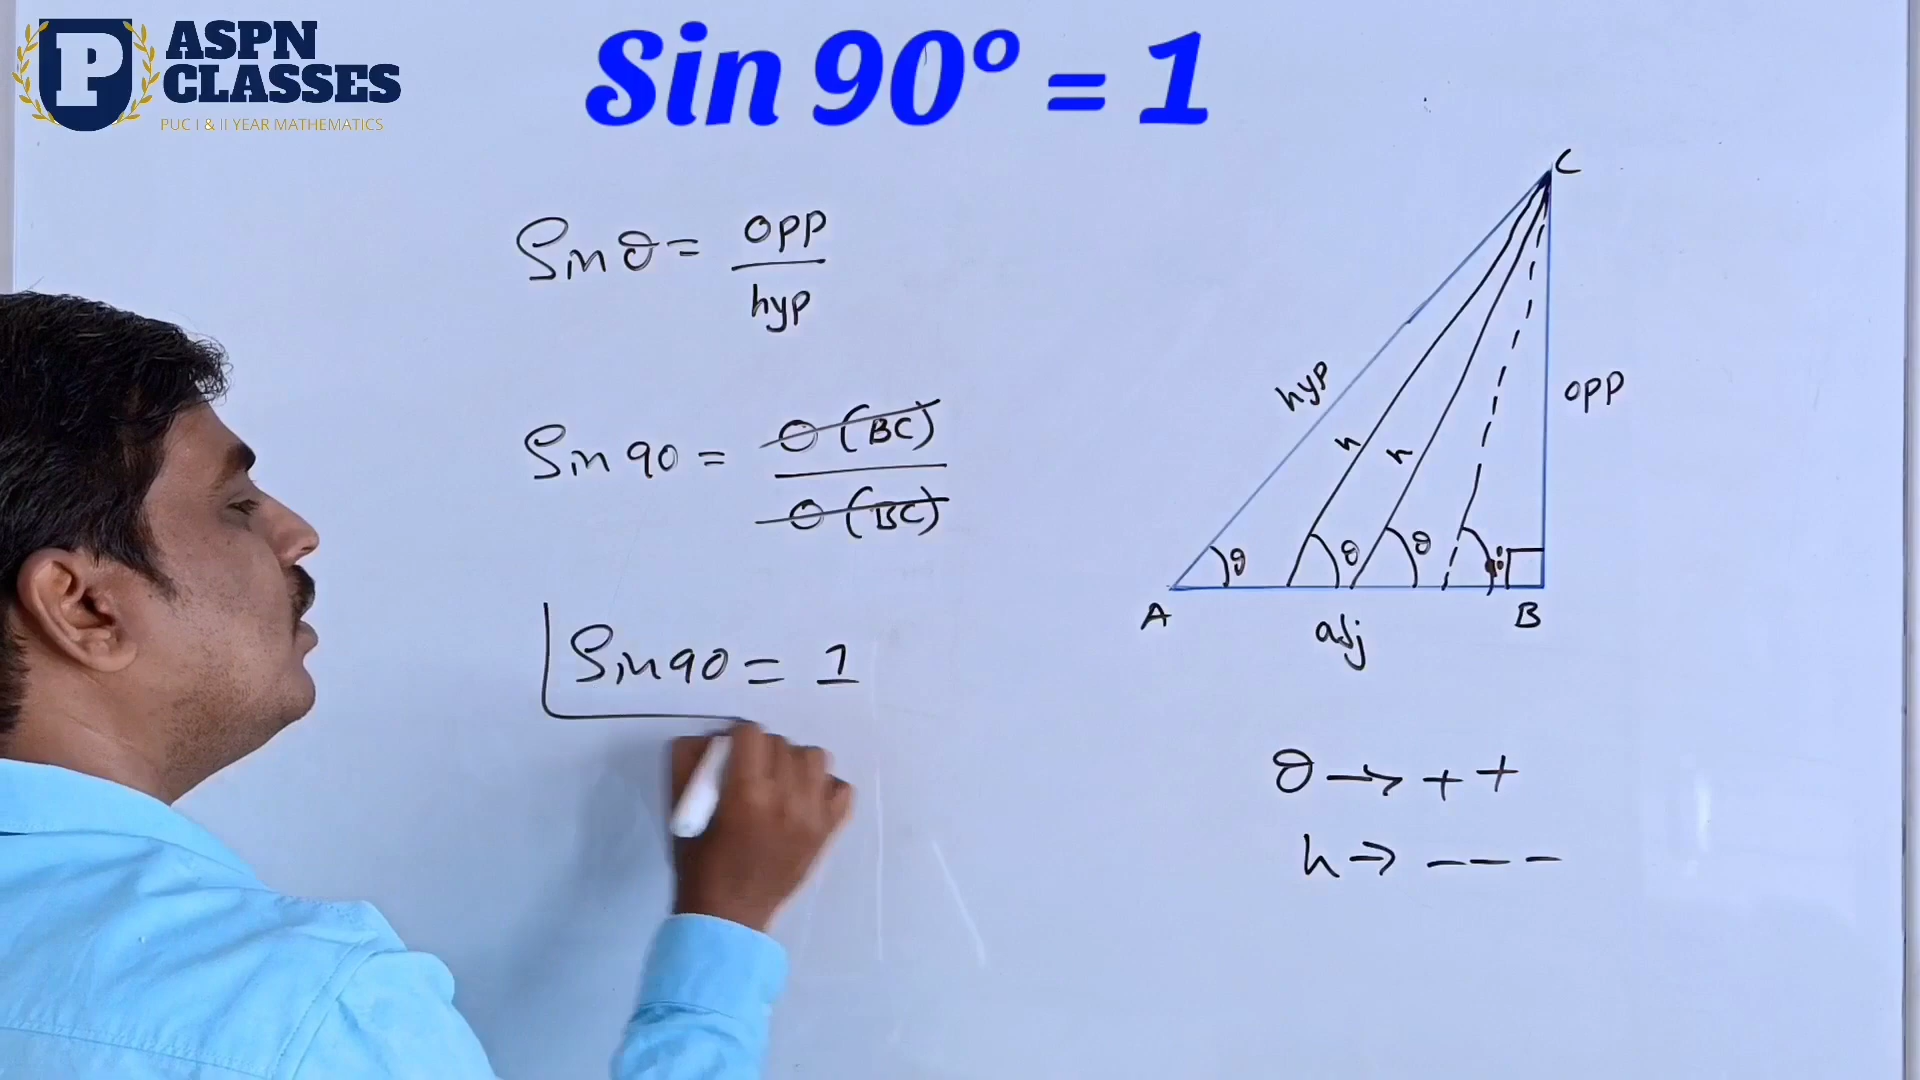 ASPN
CLASSES
PUC I & II YEAR MATHEMATICS
Sin 90° = 1
Sin θ = opp
hyp
Sin 90 = O (BC)
O (BC)
Sin 90 = 1
C
hyp
h
h
opp
θ
θ
θ
A
adj
B
θ → + +
h → - - -